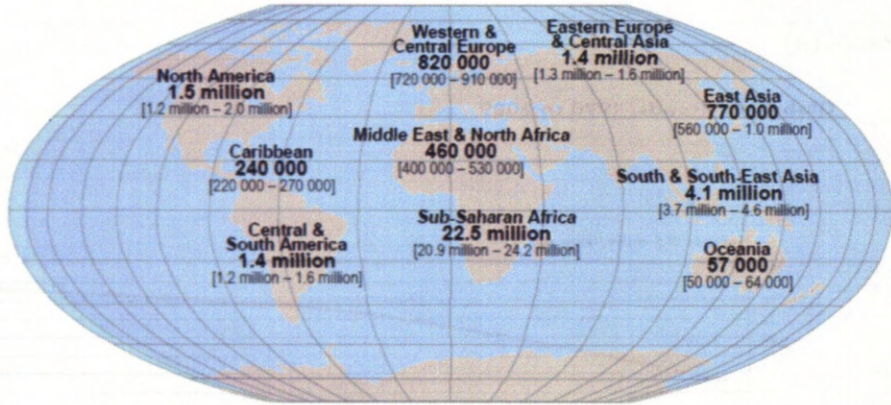 Western &
Central Europe
820 000
[720 000 – 910 000]
Eastern Europe
& Central Asia
1.4 million
[1.3 million – 1.6 million]
North America
1.5 million
[1.2 million – 2.0 million]
East Asia
770 000
[560 000 – 1.0 million]
Middle East & North Africa
460 000
[400 000 – 530 000]
Caribbean
240 000
[220 000 – 270 000]
South & South-East Asia
4.1 million
[3.7 million – 4.6 million]
Sub-Saharan Africa
22.5 million
[20.9 million – 24.2 million]
Central &
South America
1.4 million
[1.2 million – 1.6 million]
Oceania
57 000
[50 000 – 64 000]